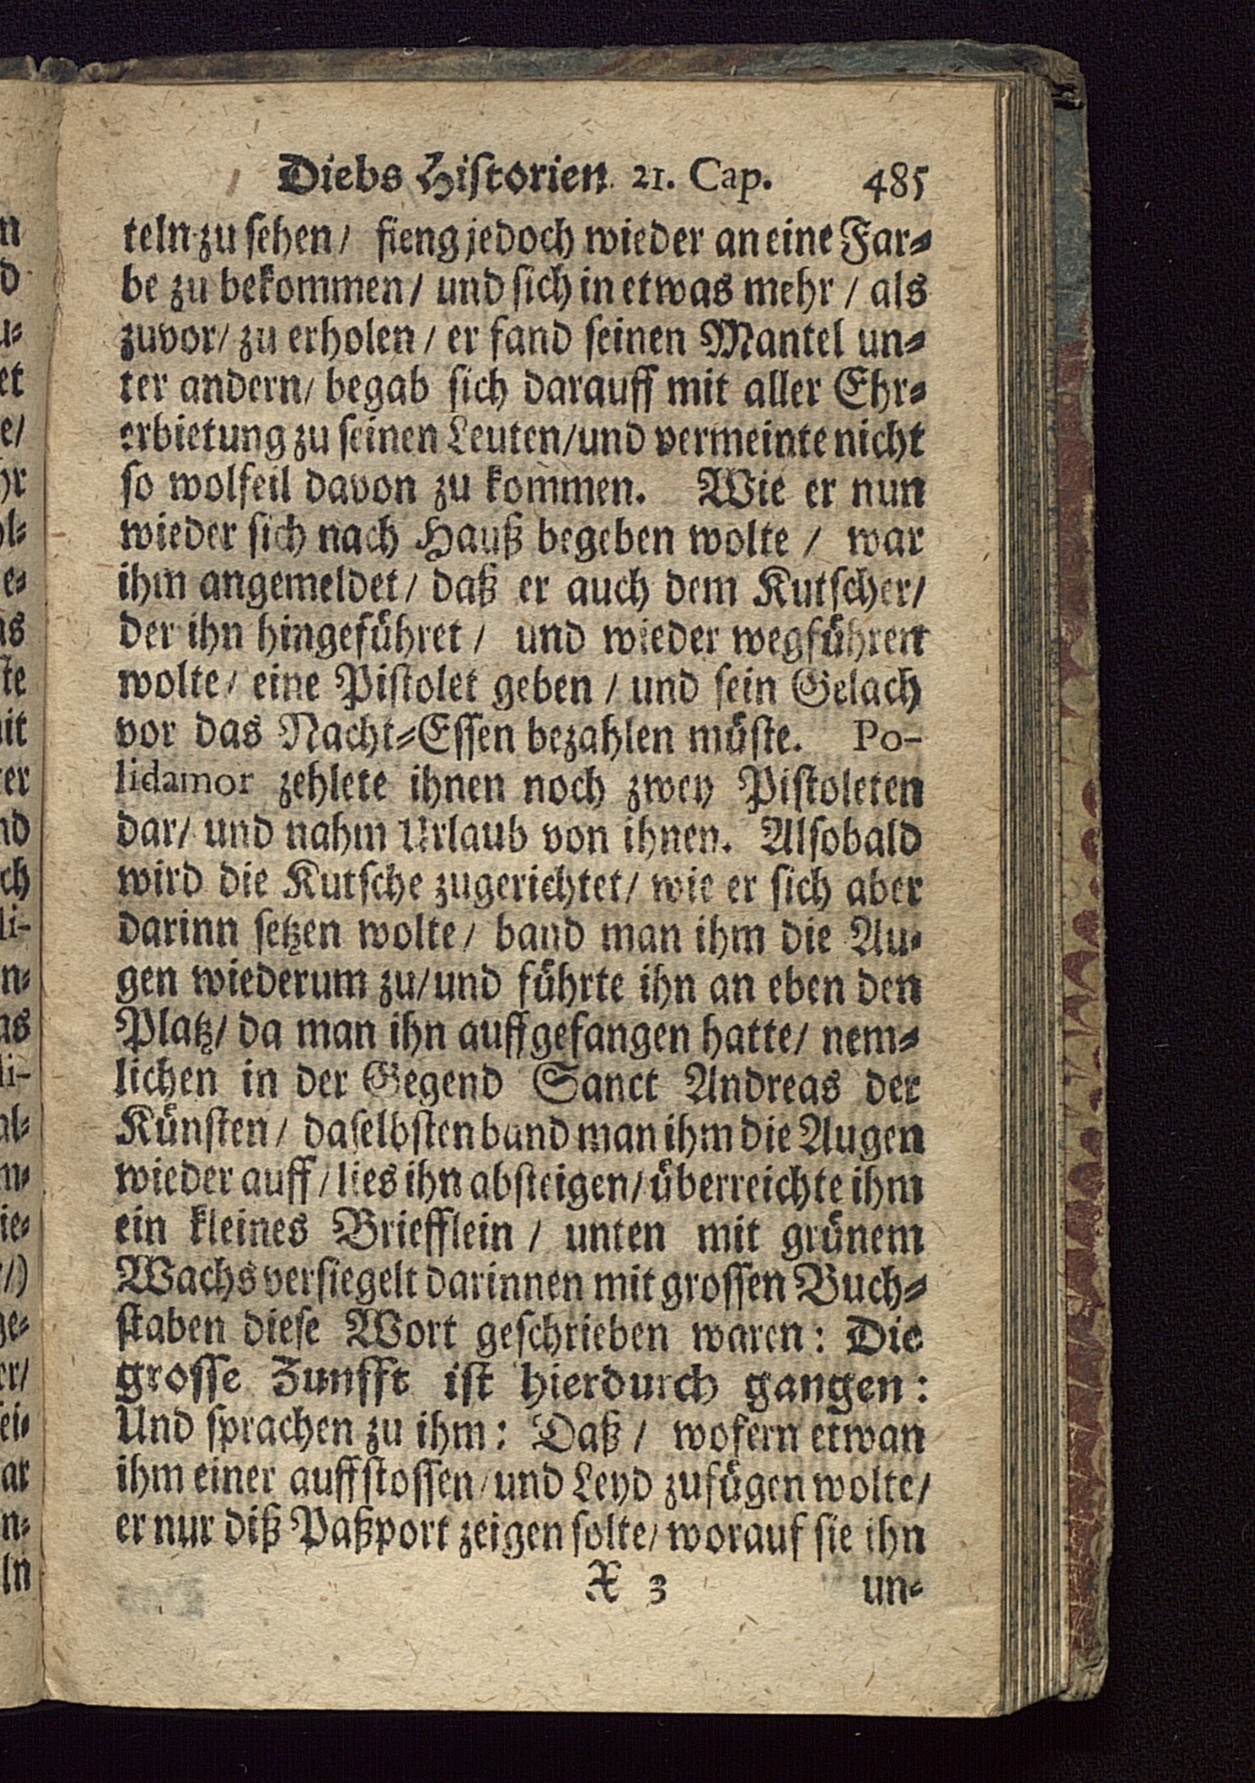 Diebs Historien. 21. Cap. 485
teln zu sehen / fieng jedoch wieder an eine Far⸗
be zu bekommen / und sich in etwas mehr / als
zuvor / zu erholen / er fand seinen Mantel un⸗
ter andern / begab sich darauff mit aller Ehr⸗
erbietung zu seinen Leuten / und vermeinte nicht
so wolfeil davon zu kommen. Wie er nun
wieder sich nach Hauß begeben wolte / war
ihm angemeldet / daß er auch dem Kutscher /
der ihn hingeführet / und wieder wegführen
wolte / eine Pistolet geben / und sein Gelach
vor das Nacht⸗Essen bezahlen müste. Po-
lidamor zehlete ihnen noch zwey Pistoleten
dar / und nahm Urlaub von ihnen. Alsobald
wird die Kutsche zugerichtet / wie er sich aber
darinn setzen wolte / band man ihm die Au⸗
gen wiederum zu / und führte ihn an eben den
Platz / da man ihn auffgefangen hatte / nem⸗
lichen in der Gegend Sanct Andreas der
Künsten / daselbsten band man ihm die Augen
wieder auff / lies ihn absteigen / überreichte ihm
ein kleines Briefflein / unten mit grünem
Wachs versiegelt darinnen mit grossen Buch⸗
staben diese Wort geschrieben waren: Die
grosse Zunfft ist hierdurch gangen:
Und sprachen zu ihm: Daß / wofern etwan
ihm einer auffstossen / und Leyd zufügen wolte /
er nur diß Paßport zeigen solte / worauf sie ihn
X 3 un⸗